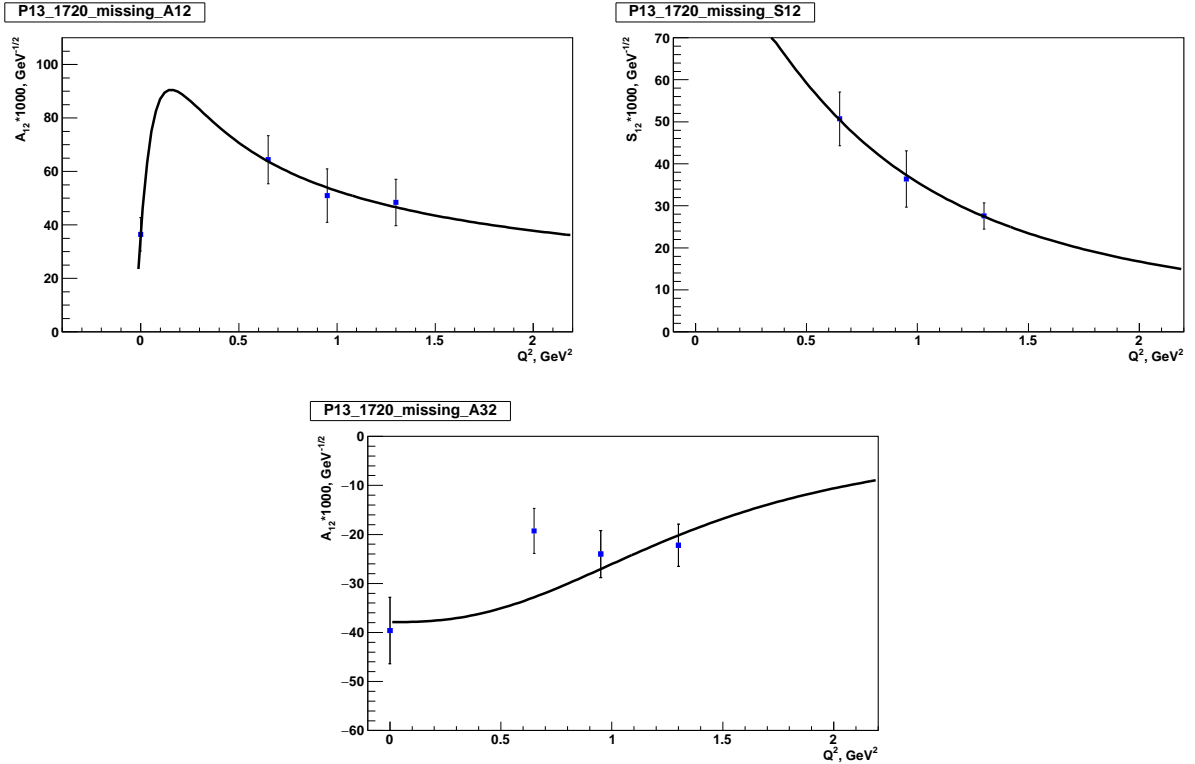 P13_1720_missing_A12
A₁₂*1000, GeV⁻¹/²
100
80
60
40
20
0
0 0.5 1 1.5 2
Q², GeV²
P13_1720_missing_S12
S₁₂*1000, GeV⁻¹/²
70
60
50
40
30
20
10
0
0 0.5 1 1.5 2
Q², GeV²
P13_1720_missing_A32
A₁₂*1000, GeV⁻¹/²
0
−10
−20
−30
−40
−50
−60
0 0.5 1 1.5 2
Q², GeV²